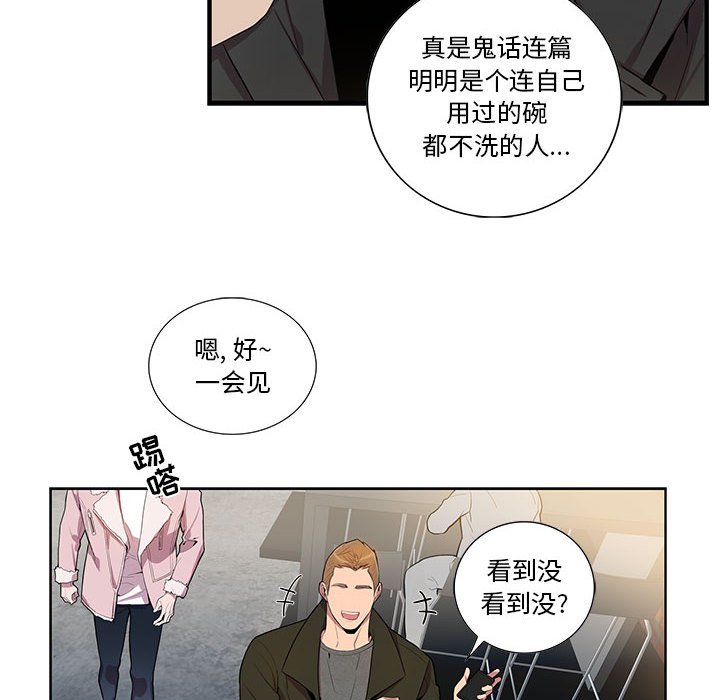 真是鬼话连篇
明明是个连自己
用过的碗
都不洗的人...
嗯, 好~
一会见
踢
嗒
看到没
看到没?